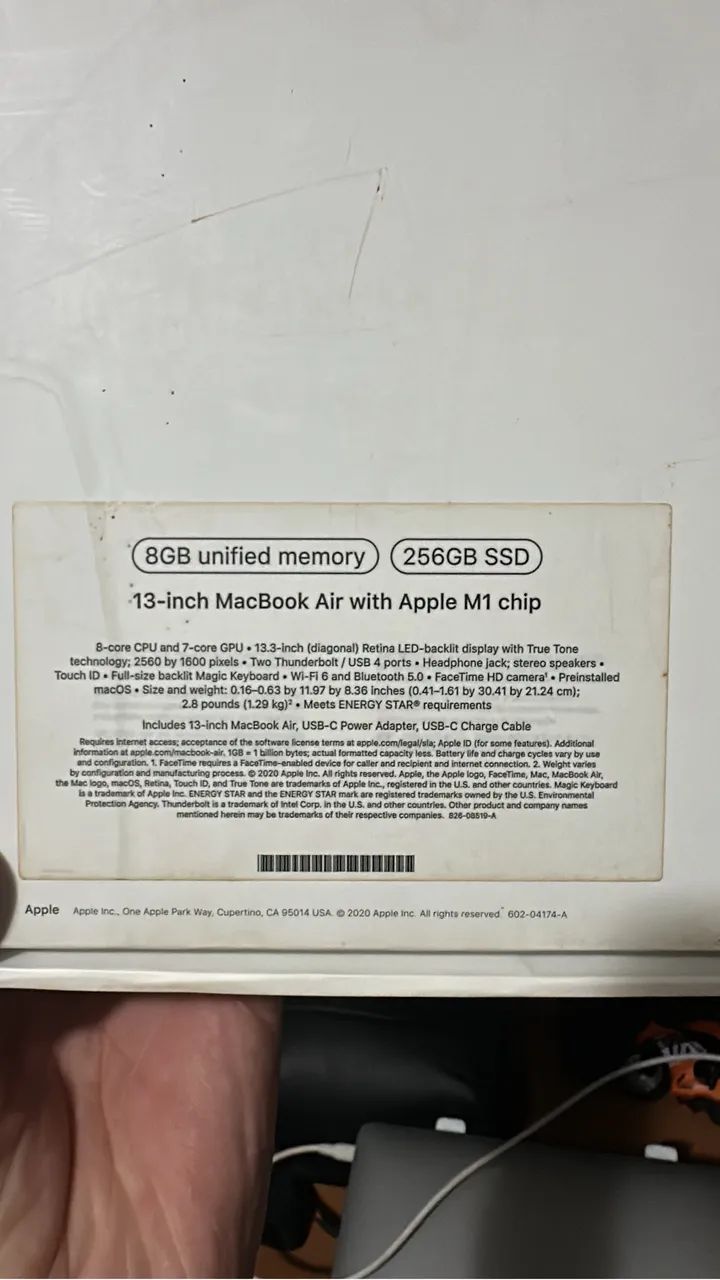 8GB unified memory 256GB SSD
13-inch MacBook Air with Apple M1 chip
8-core CPU and 7-core GPU • 13.3-inch (diagonal) Retina LED-backlit display with True Tone
technology; 2560 by 1600 pixels • Two Thunderbolt / USB 4 ports • Headphone jack; stereo speakers •
Touch ID • Full-size backlit Magic Keyboard • Wi-Fi 6 and Bluetooth 5.0 • FaceTime HD camera¹ • Preinstalled
macOS • Size and weight: 0.16–0.63 by 11.97 by 8.36 inches (0.41–1.61 by 30.41 by 21.24 cm);
2.8 pounds (1.29 kg)² • Meets ENERGY STAR® requirements
Includes 13-inch MacBook Air, USB-C Power Adapter, USB-C Charge Cable
Requires internet access; acceptance of the software license terms at apple.com/legal/sla; Apple ID (for some features). Additional
information at apple.com/macbook-air. 1GB = 1 billion bytes; actual formatted capacity less. Battery life and charge cycles vary by use
and configuration. 1. FaceTime requires a FaceTime-enabled device for caller and recipient and internet connection. 2. Weight varies
by configuration and manufacturing process. © 2020 Apple Inc. All rights reserved. Apple, the Apple logo, FaceTime, Mac, MacBook Air,
the Mac logo, macOS, Retina, Touch ID, and True Tone are trademarks of Apple Inc., registered in the U.S. and other countries. Magic Keyboard
is a trademark of Apple Inc. ENERGY STAR and the ENERGY STAR mark are registered trademarks owned by the U.S. Environmental
Protection Agency. Thunderbolt is a trademark of Intel Corp. in the U.S. and other countries. Other product and company names
mentioned herein may be trademarks of their respective companies. 826-08519-A
Apple Apple Inc., One Apple Park Way, Cupertino, CA 95014 USA. © 2020 Apple Inc. All rights reserved. 602-04174-A